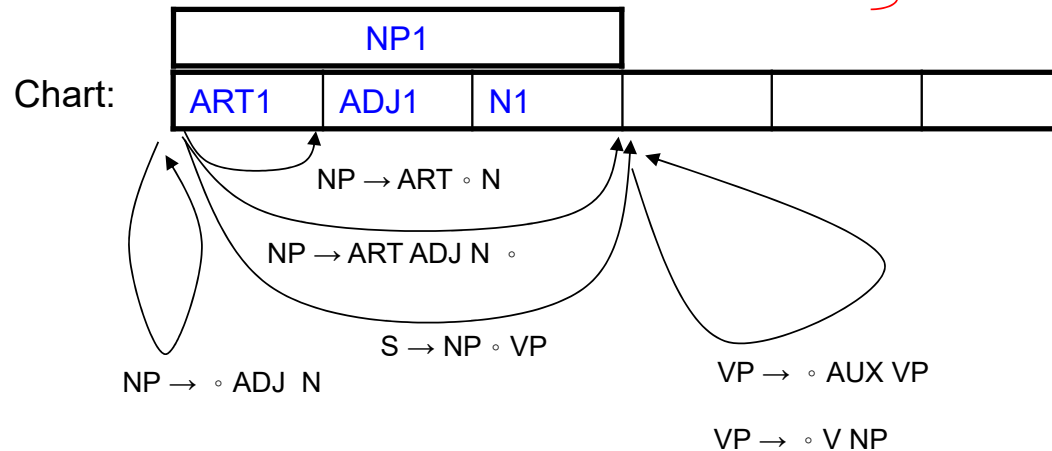 NP1
Chart: ART1 ADJ1 N1
NP → ART ∘ N
NP → ART ADJ N ∘
S → NP ∘ VP
NP → ∘ ADJ N
VP → ∘ AUX VP
VP → ∘ V NP